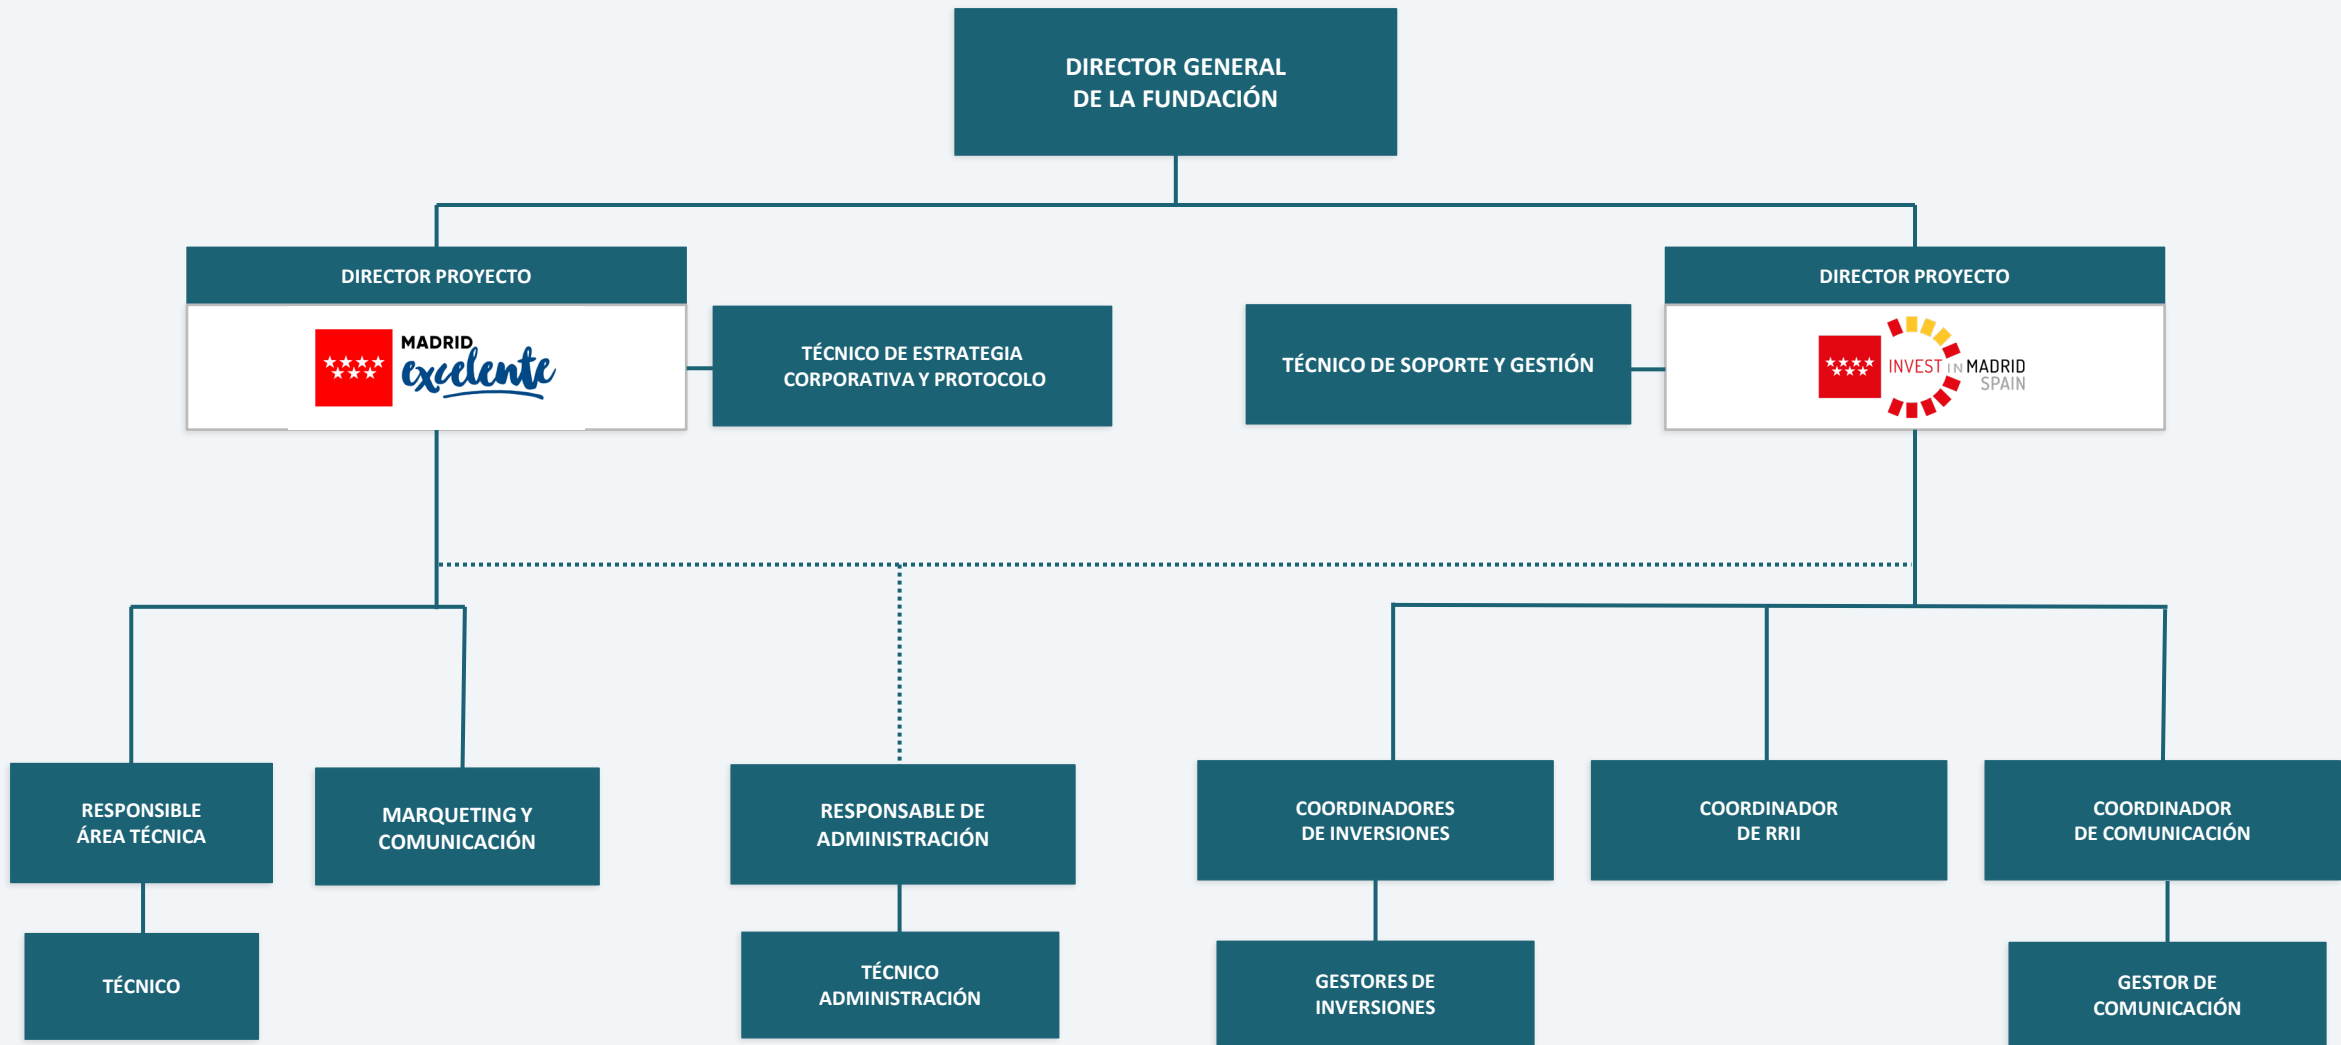 DIRECTOR GENERAL
DE LA FUNDACIÓN
DIRECTOR PROYECTO
MADRID
excelente
TÉCNICO DE ESTRATEGIA
CORPORATIVA Y PROTOCOLO
TÉCNICO DE SOPORTE Y GESTIÓN
DIRECTOR PROYECTO
INVEST IN MADRID
SPAIN
RESPONSIBLE
ÁREA TÉCNICA
MARQUETING Y
COMUNICACIÓN
RESPONSABLE DE
ADMINISTRACIÓN
COORDINADORES
DE INVERSIONES
COORDINADOR
DE RRII
COORDINADOR
DE COMUNICACIÓN
TÉCNICO
TÉCNICO
ADMINISTRACIÓN
GESTORES DE
INVERSIONES
GESTOR DE
COMUNICACIÓN